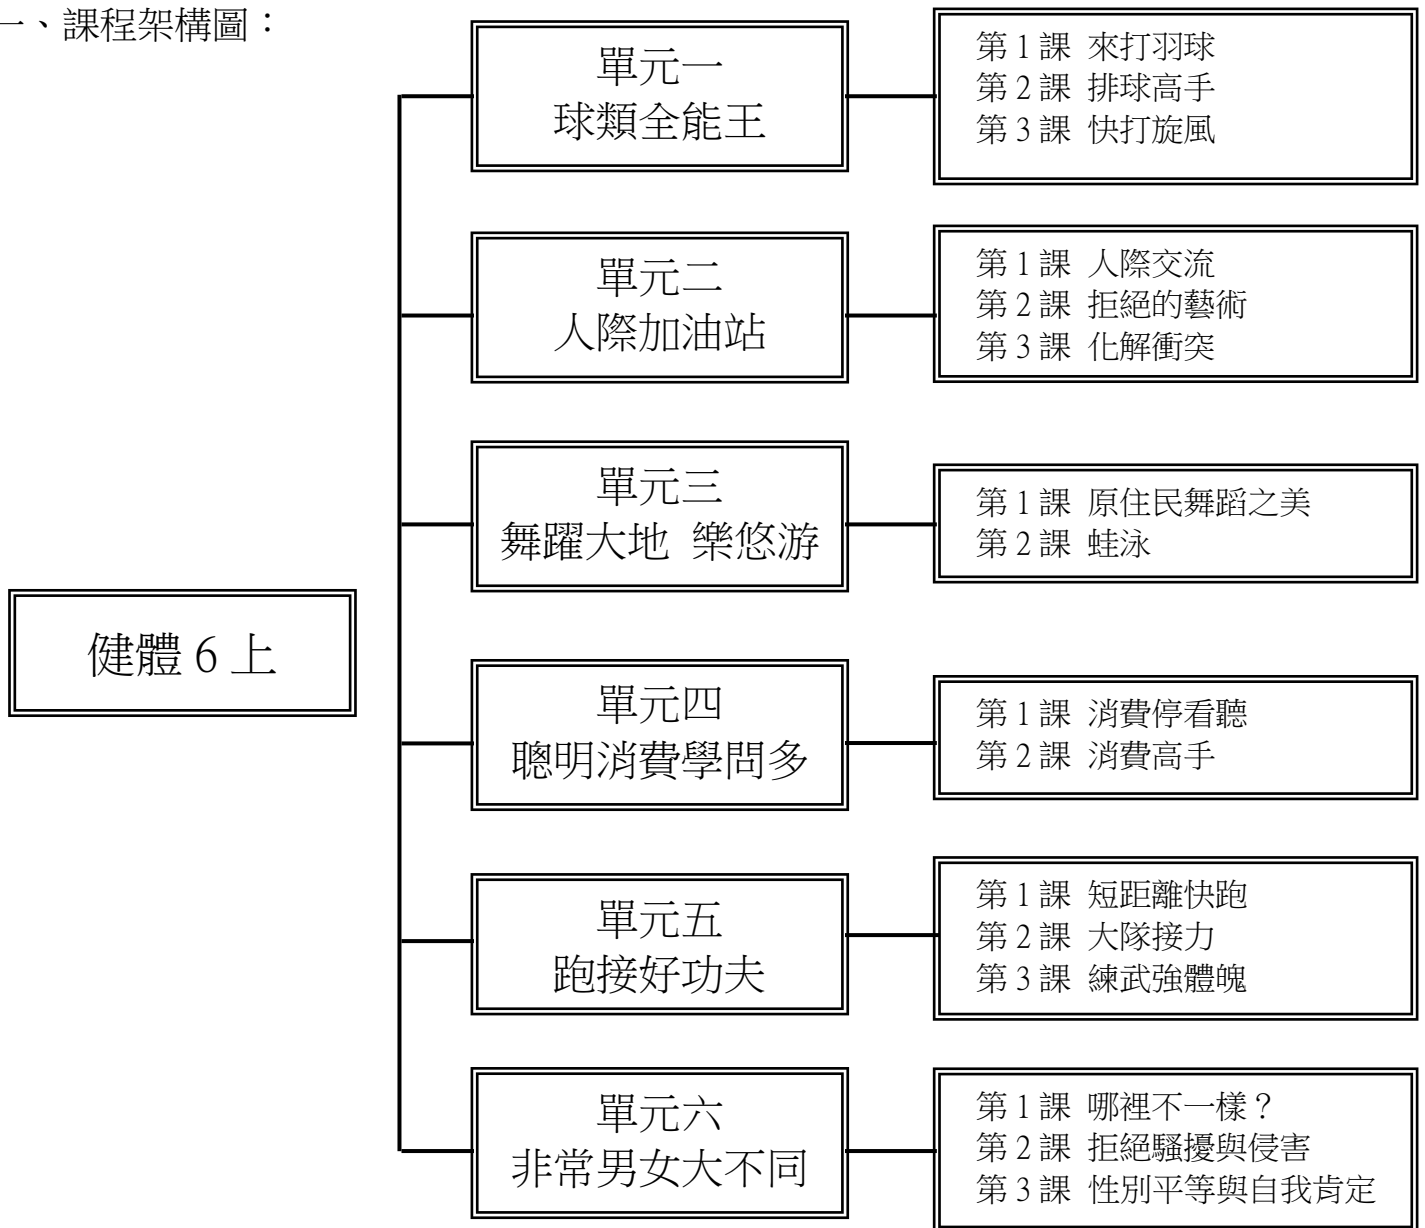 一、課程架構圖：
單元一
球類全能王
第 1 課 來打羽球
第 2 課 排球高手
第 3 課 快打旋風
單元二
人際加油站
第 1 課 人際交流
第 2 課 拒絕的藝術
第 3 課 化解衝突
單元三
舞躍大地 樂悠游
第 1 課 原住民舞蹈之美
第 2 課 蛙泳
健體 6 上
單元四
聰明消費學問多
第 1 課 消費停看聽
第 2 課 消費高手
單元五
跑接好功夫
第 1 課 短距離快跑
第 2 課 大隊接力
第 3 課 練武強體魄
單元六
非常男女大不同
第 1 課 哪裡不一樣？
第 2 課 拒絕騷擾與侵害
第 3 課 性別平等與自我肯定